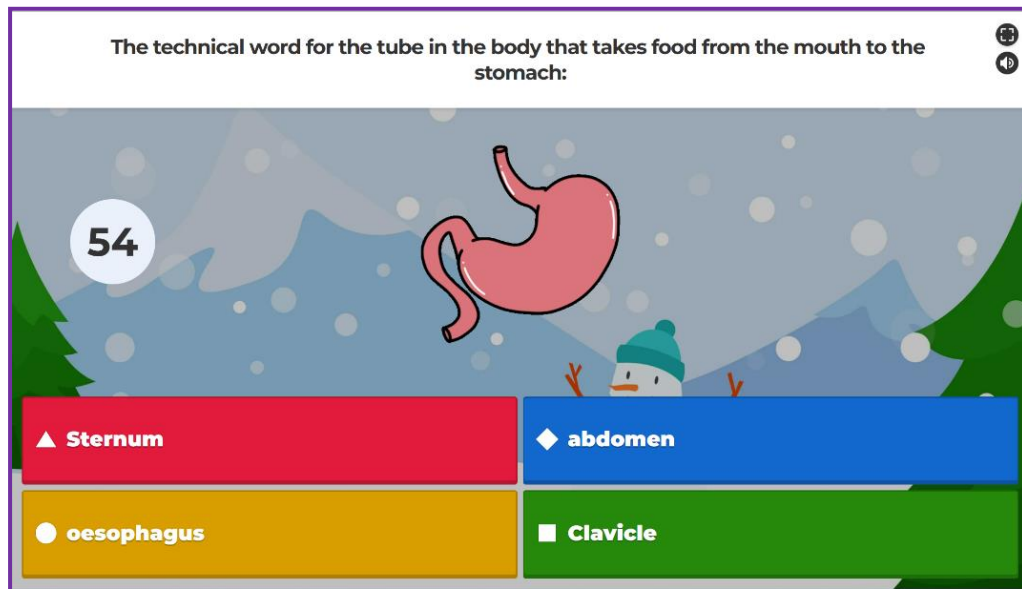 The technical word for the tube in the body that takes food from the mouth to the
stomach:
54
Sternum
abdomen
oesophagus
Clavicle